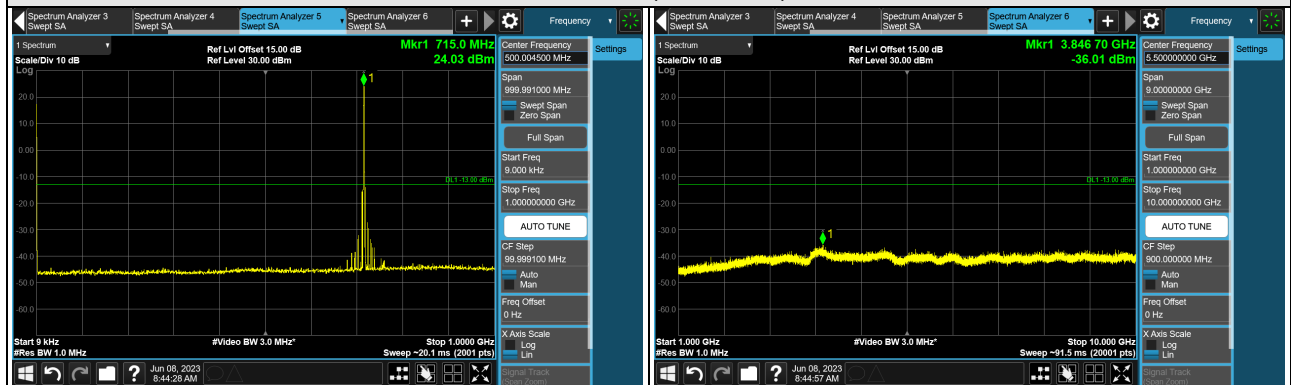 Spectrum Analyzer 3
Swept SA
Spectrum Analyzer 4
Swept SA
Spectrum Analyzer 5
Swept SA
Spectrum Analyzer 6
Swept SA
+
Frequency
1 Spectrum
Scale/Div 10 dB
Log
Ref Lvl Offset 15.00 dB
Ref Level 30.00 dBm
Mkr1 715.0 MHz
24.03 dBm
1
20.0
10.0
0.00
-10.0
-20.0
-30.0
-40.0
-50.0
-60.0
DL1 -13.00 dBm
Start 9 kHz
#Res BW 1.0 MHz
#Video BW 3.0 MHz*
Stop 1.0000 GHz
Sweep ~20.1 ms (2001 pts)
Center Frequency
500.004500 MHz
Settings
Span
999.991000 MHz
Swept Span
Zero Span
Full Span
Start Freq
9.000 kHz
Stop Freq
1.000000000 GHz
AUTO TUNE
CF Step
99.999100 MHz
Auto
Man
Freq Offset
0 Hz
X Axis Scale
Log
Lin
Signal Track
(Span Zoom)
?
Jun 08, 2023
8:44:28 AM
Spectrum Analyzer 3
Swept SA
Spectrum Analyzer 4
Swept SA
Spectrum Analyzer 5
Swept SA
Spectrum Analyzer 6
Swept SA
+
Frequency
1 Spectrum
Scale/Div 10 dB
Log
Ref Lvl Offset 15.00 dB
Ref Level 30.00 dBm
Mkr1 3.846 70 GHz
-36.01 dBm
1
20.0
10.0
0.00
-10.0
-20.0
-30.0
-40.0
-50.0
-60.0
DL1 -13.00 dBm
Start 1.000 GHz
#Res BW 1.0 MHz
#Video BW 3.0 MHz*
Stop 10.000 GHz
Sweep ~91.5 ms (20001 pts)
Center Frequency
5.500000000 GHz
Settings
Span
9.00000000 GHz
Swept Span
Zero Span
Full Span
Start Freq
1.000000000 GHz
Stop Freq
10.000000000 GHz
AUTO TUNE
CF Step
900.000000 MHz
Auto
Man
Freq Offset
0 Hz
X Axis Scale
Log
Lin
Signal Track
(Span Zoom)
?
Jun 08, 2023
8:44:57 AM